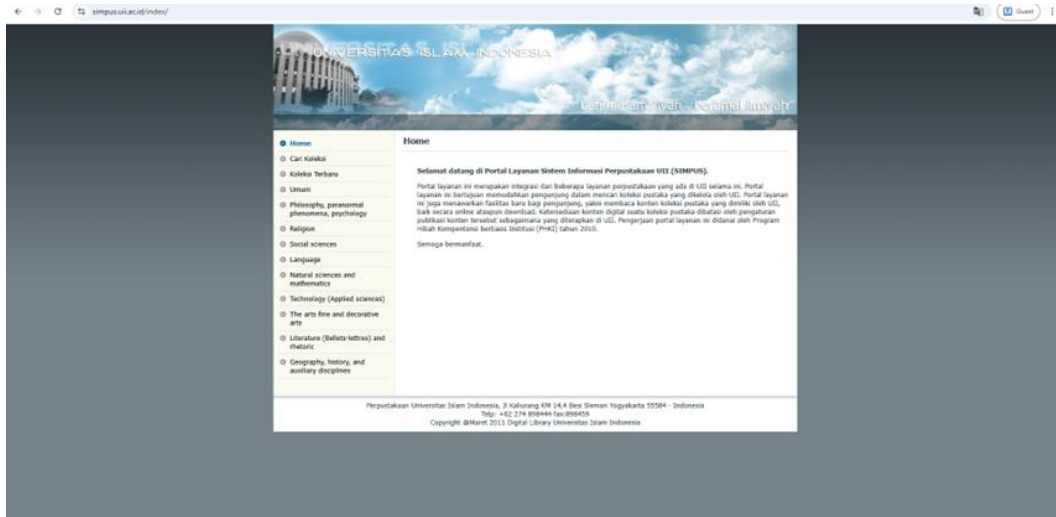 simpus.uii.ac.id/index/
Guest
UNIVERSITAS ISLAM INDONESIA
berilmu amaliyah - beramal ilmiyah
Home
Cari Koleksi
Koleksi Terbaru
Umum
Philosophy, paranormal
phenomena, psychology
Religion
Social sciences
Language
Natural sciences and
mathematics
Technology (Applied sciences)
The arts fine and decorative
arts
Literature (Bellets-lettres) and
rhetoric
Geography, history, and
auxiliary disciplines
Home
Selamat datang di Portal Layanan Sistem Informasi Perpustakaan UII (SIMPUS).
Portal layanan ini merupakan integrasi dari beberapa layanan perpustakaan yang ada di UII selama ini. Portal
layanan ini bertujuan memudahkan pengunjung dalam mencari koleksi pustaka yang dikelola oleh UII. Portal layanan
ini juga menawarkan fasilitas baru bagi pengunjung, yakni membaca konten koleksi pustaka yang dimiliki oleh UII,
baik secara online ataupun download. Ketersediaan konten digital suatu koleksi pustaka dibatasi oleh pengaturan
publikasi konten tersebut sebagaimana yang diterapkan di UII. Pengerjaan portal layanan ini didanai oleh Program
Hibah Kompentensi berbasis Institusi (PHKI) tahun 2010.
Semoga bermanfaat.
Perpustakaan Universitas Islam Indonesia, Jl Kaliurang KM 14,4 Besi Sleman Yogyakarta 55584 - Indonesia
Telp: +62 274 898444 fax:898459
Copyright @Maret 2013 Digital Library Universitas Islam Indonesia